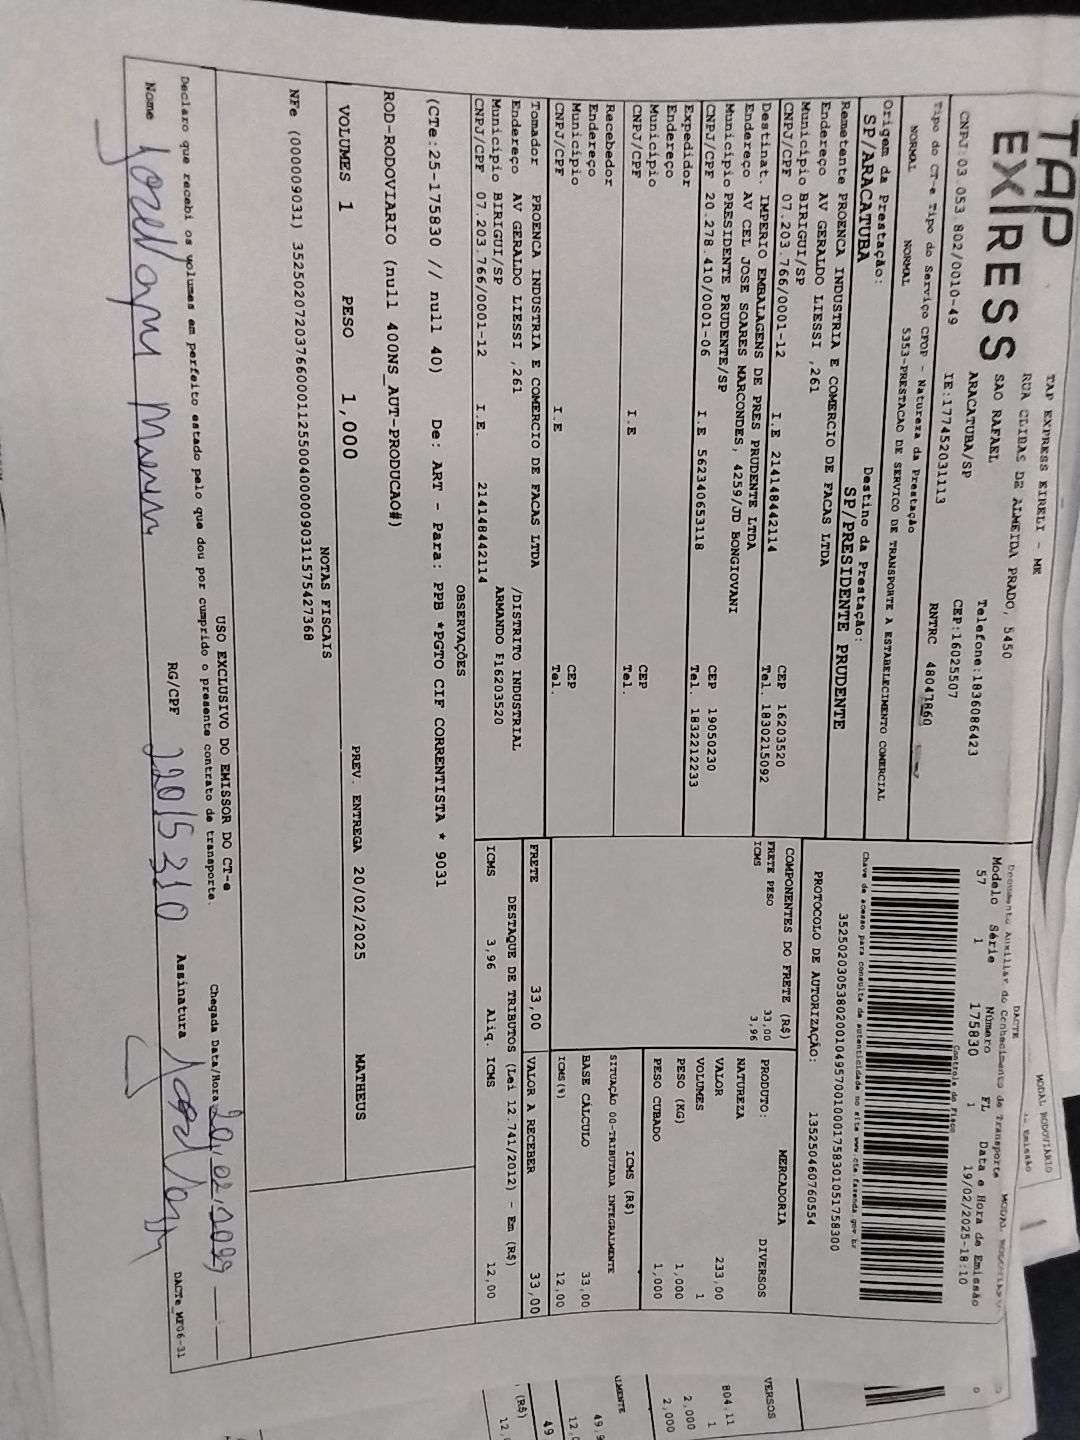 TAP
EXPRESS
TAP EXPRESS EIRELI - ME
RUA CLIBAS DE ALMEIDA PRADO, 5450
SAO RAFAEL
ARACATUBA/SP
Telefone:1836086423
CEP:16025507
CNPJ:03.053.802/0010-49 IE:177452031113 RNTRC 48041860
Tipo do CT-e Tipo do Serviço CFOP - Natureza da Prestação
NORMAL NORMAL 5353-PRESTACAO DE SERVICO DE TRANSPORTE A ESTABELECIMENTO COMERCIAL
Origem da Prestação: Destino da Prestação:
SP/ARACATUBA SP/PRESIDENTE PRUDENTE
Remetente PROENCA INDUSTRIA E COMERCIO DE FACAS LTDA
Endereço AV GERALDO LIESSI ,261
Município BIRIGUI/SP CEP 16203520
CNPJ/CPF 07.203.766/0001-12 I.E 214148442114 Tel. 1830215092
Destinat. IMPERIO EMBALAGENS DE PRES PRUDENTE LTDA
Endereço AV CEL JOSE SOARES MARCONDES, 4259/JD BONGIOVANI
Município PRESIDENTE PRUDENTE/SP CEP 19050230
CNPJ/CPF 20.278.410/0001-06 I.E 562340653118 Tel. 1832212233
Expedidor
Endereço
Município CEP
CNPJ/CPF I.E Tel.
Recebedor
Endereço
Município CEP
CNPJ/CPF I.E Tel.
Tomador PROENCA INDUSTRIA E COMERCIO DE FACAS LTDA
Endereço AV GERALDO LIESSI ,261 /DISTRITO INDUSTRIAL
Município BIRIGUI/SP ARMANDO F16203520
CNPJ/CPF 07.203.766/0001-12 I.E. 214148442114
DACTE MODAL RODOVIARIO
Documento Auxiliar do Conhecimento de Transporte
Modelo Série Número FL Data e Hora de Emissão
57 1 175830 1 19/02/2025-18:10
Controle do Fisco
Chave de acesso para consulta de autenticidade no site www.cte.fazenda.gov.br
35250203053802001049570010001758301051758300
PROTOCOLO DE AUTORIZAÇÃO: 135250460760554
COMPONENTES DO FRETE (R$)
FRETE PESO 33,00
ICMS 3,96
MERCADORIA
PRODUTO: DIVERSOS
NATUREZA
VALOR 233,00
VOLUMES 1
PESO (KG) 1,000
PESO CUBADO 1,000
ICMS (R$)
SITUAÇÃO 00-TRIBUTADA INTEGRALMENTE
BASE CÁLCULO 33,00
ICMS(%) 12,00
FRETE 33,00 VALOR A RECEBER 33,00
DESTAQUE DE TRIBUTOS (Lei 12.741/2012) - Em (R$)
ICMS 3,96 Aliq. ICMS 12,00
OBSERVAÇÕES
(CTe:25-175830 // null 40) De: ART - Para: PPB *PGTO CIF CORRENTISTA * 9031
ROD-RODOVIARIO (null 400NS_AUT-PRODUCAO#)
VOLUMES 1 PESO 1,000 PREV. ENTREGA 20/02/2025 MATHEUS
NOTAS FISCAIS
NFe (000009031) 35250207203766000112550040000090311575427368
USO EXCLUSIVO DO EMISSOR DO CT-e
Declaro que recebi os volumes em perfeito estado pelo que dou por cumprido o presente contrato de transporte.
Chegada Data/Hora
Nome RG/CPF Assinatura
DACTe_MF06-31
MODAL RODOVIARIO
Emissão
VERSOS
804,11
1
2,000
2,000
49
(R$)